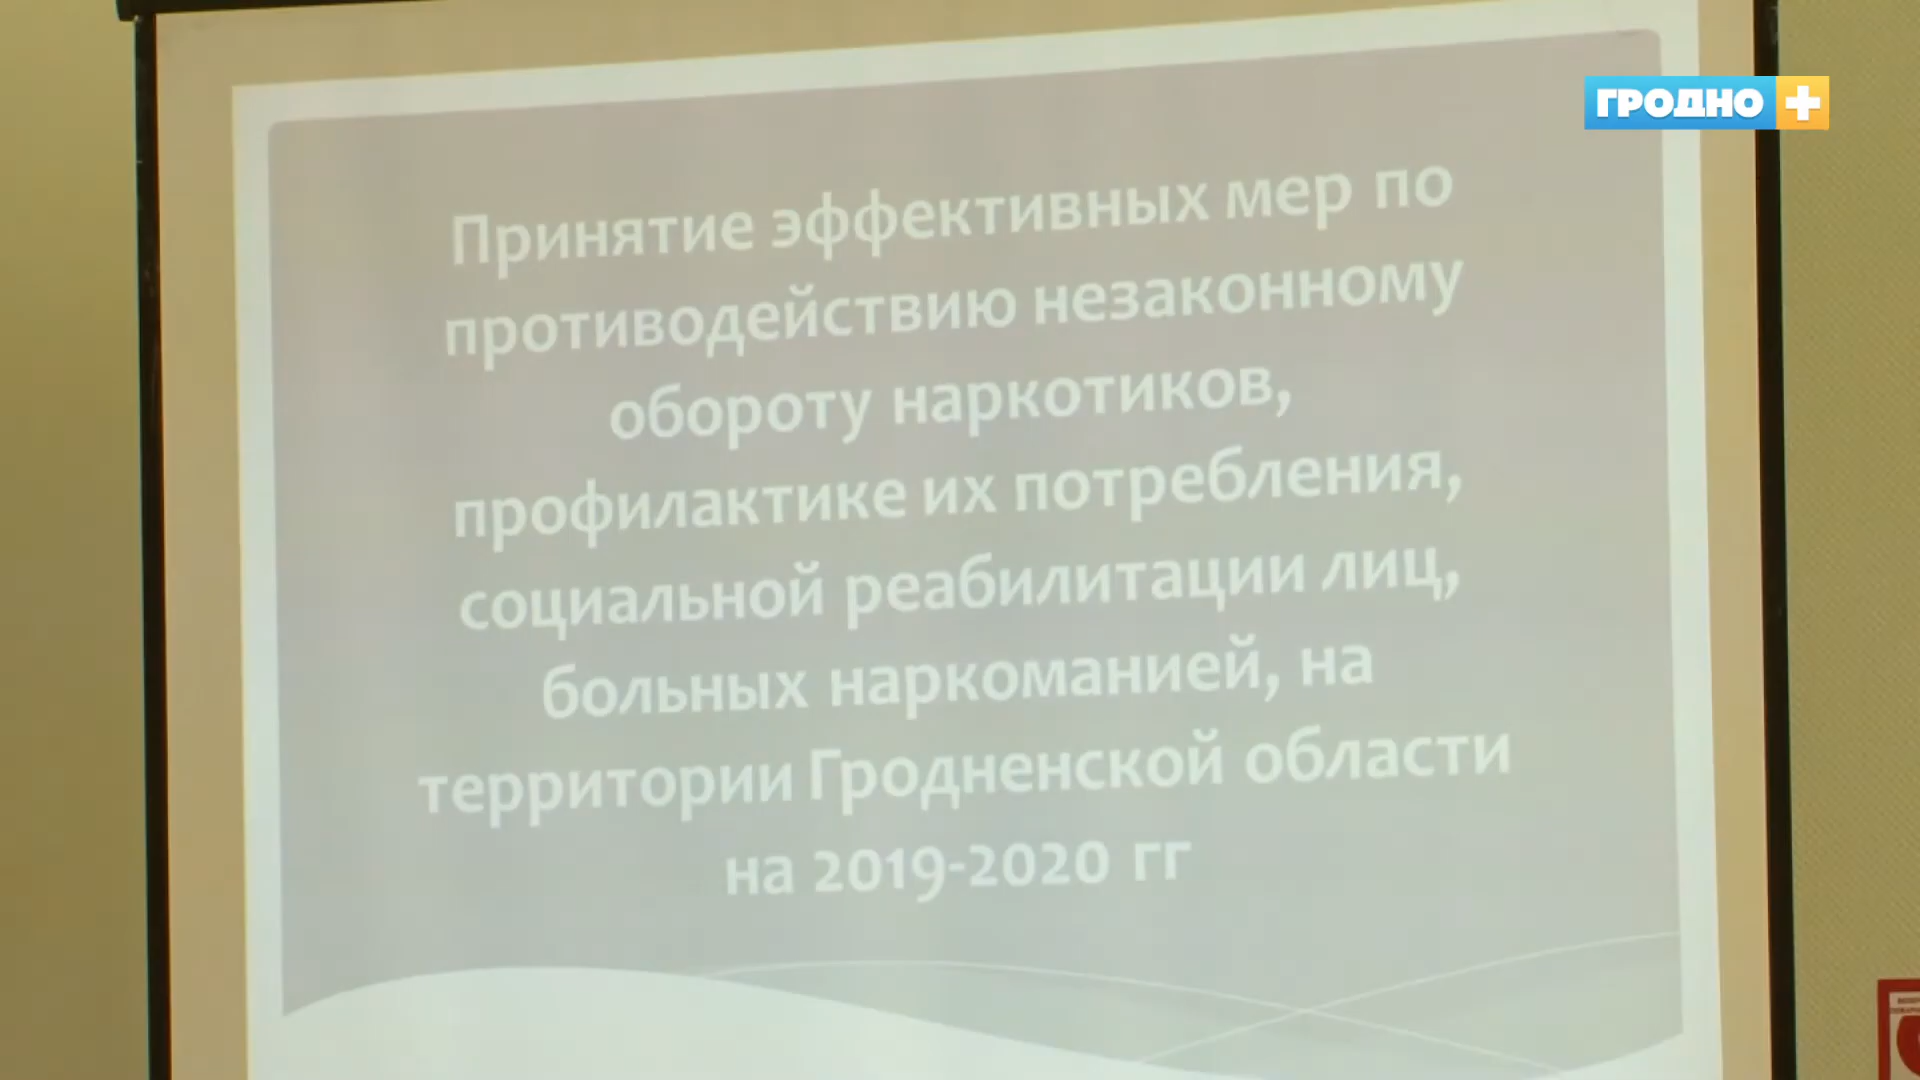 ГРОДНО +
Принятие эффективных мер по
противодействию незаконному
обороту наркотиков,
профилактике их потребления,
социальной реабилитации лиц,
больных наркоманией, на
территории Гродненской области
на 2019-2020 гг